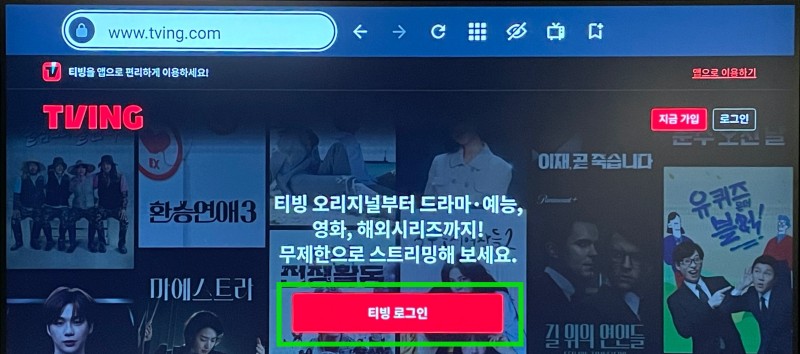 www.tving.com
티빙을 앱으로 편리하게 이용하세요!
앱으로 이용하기
TVING
지금 가입
로그인
IX
이재, 곧 죽습니다
환승연애3
Paramount+
유퀴즈
온더
블럭!
티빙 오리지널부터 드라마·예능,
영화, 해외시리즈까지!
무제한으로 스트리밍해 보세요.
마에스트라
길 위의 인도들
티빙 로그인